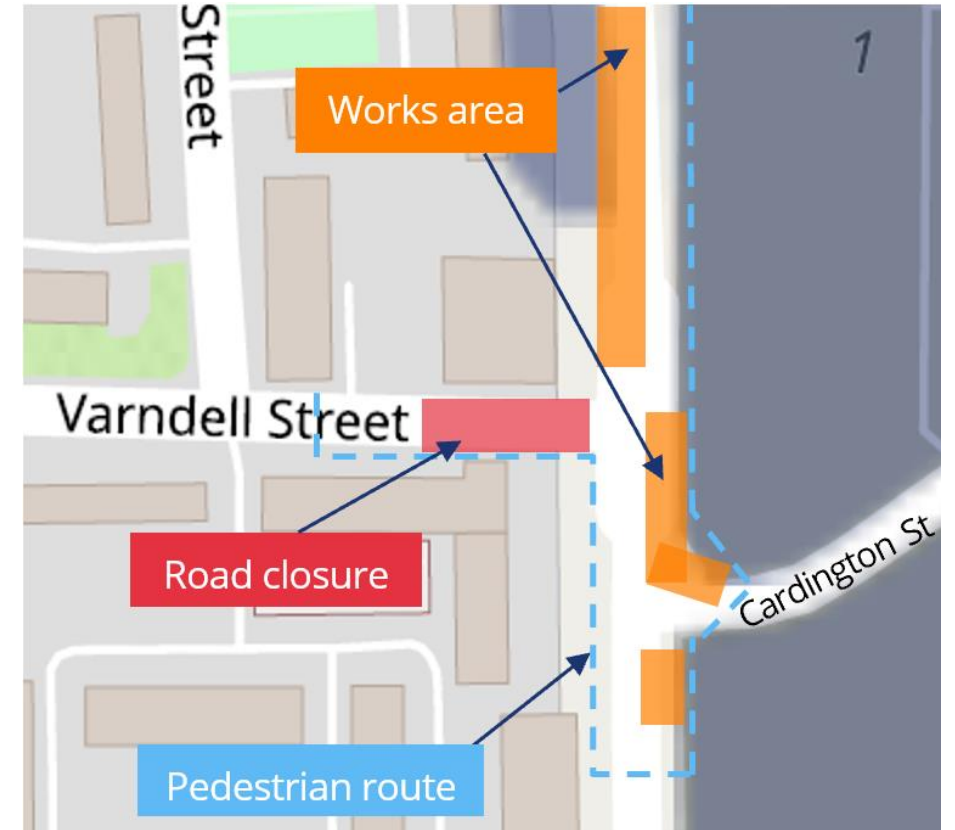 Street
1
Works area
Varndell Street
Cardington St
Road closure
Pedestrian route